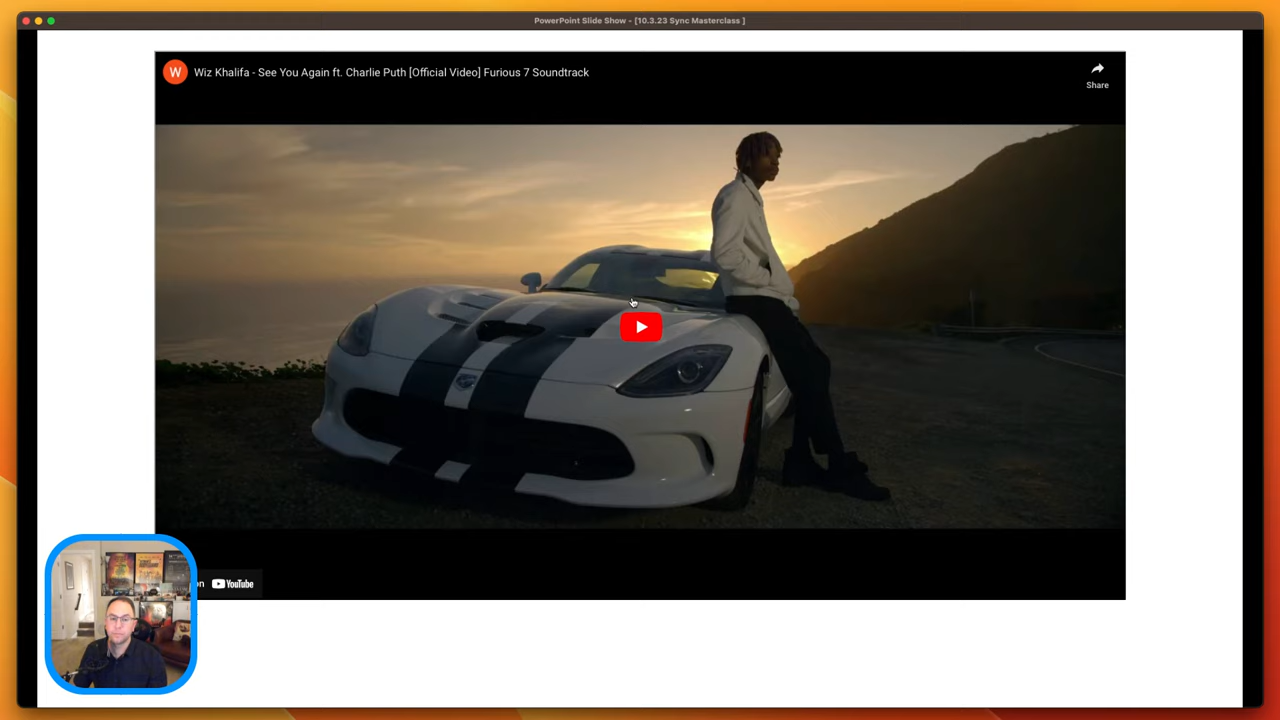 PowerPoint Slide Show - [10.3.23 Sync Masterclass ]
W
Wiz Khalifa - See You Again ft. Charlie Puth [Official Video] Furious 7 Soundtrack
Share
on YouTube